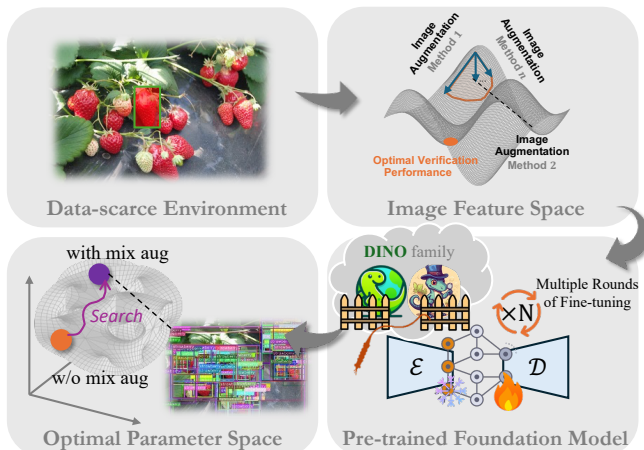 Image
Augmentation
Method 1
Image
Augmentation
Method n
Image
Augmentation
Method 2
Optimal Verification
Performance
Data-scarce Environment
Image Feature Space
with mix aug
Search
w/o mix aug
Optimal Parameter Space
DINO family
Multiple Rounds
of Fine-tuning
×N
ℰ
𝒟
Pre-trained Foundation Model